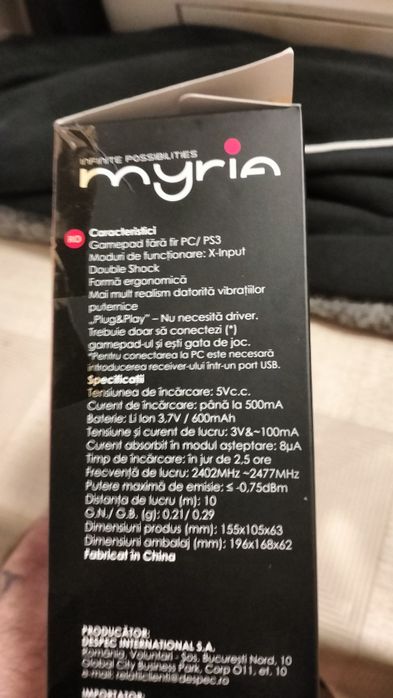 INFINITE POSSIBILITIES
myria
RO
Caracteristici
Gamepad fără fir PC/ PS3
Moduri de funcționare: X-Input
Double Shock
Formă ergonomică
Mai mult realism datorită vibrațiilor
puternice
„Plug&Play" – Nu necesită driver.
Trebuie doar să conectezi (*)
gamepad-ul și ești gata de joc.
*Pentru conectarea la PC este necesară
introducerea receiver-ului într-un port USB.
Specificații
Tensiunea de încărcare: 5Vc.c.
Curent de încărcare: până la 500mA
Baterie: Li Ion 3,7V / 600mAh
Tensiune și curent de lucru: 3V&~100mA
Curent absorbit în modul așteptare: 8µA
Timp de încărcare: în jur de 2,5 ore
Frecvență de lucru: 2402MHz ~2477MHz
Putere maximă de emisie: ≤ -0,75dBm
Distanța de lucru (m): 10
G.N./ G.B. (g): 0,21/ 0,29
Dimensiuni produs (mm): 155x105x63
Dimensiuni ambalaj (mm): 196x168x62
Fabricat în China
PRODUCĂTOR:
DESPEC INTERNATIONAL S.A.
România, Voluntari - Șos. București Nord, 10
Global City Business Park, Corp O11, et. 10
e-mail: relatiiclienti@despec.ro
IMPORTATOR: